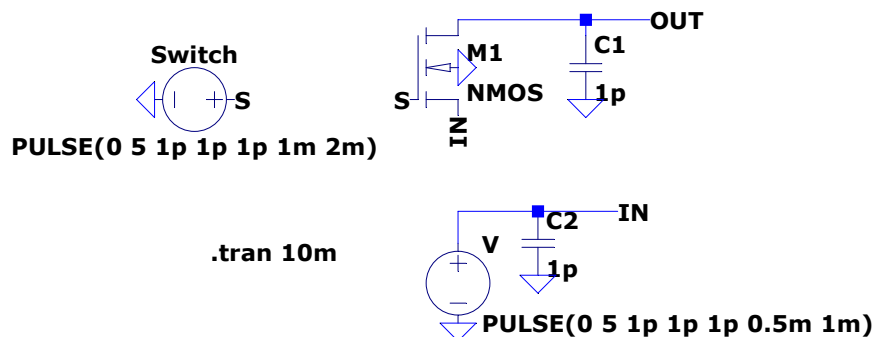 OUT
Switch
C1
M1
S
S
NMOS
1p
IN
PULSE(0 5 1p 1p 1p 1m 2m)
IN
C2
V
.tran 10m
1p
PULSE(0 5 1p 1p 1p 0.5m 1m)